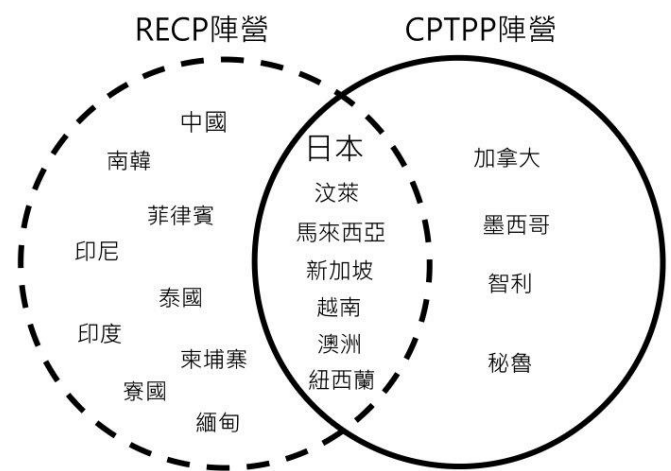 RECP陣營
CPTPP陣營
中國
南韓
菲律賓
印尼
泰國
印度
柬埔寨
寮國
緬甸
日本
汶萊
馬來西亞
新加坡
越南
澳洲
紐西蘭
加拿大
墨西哥
智利
秘魯